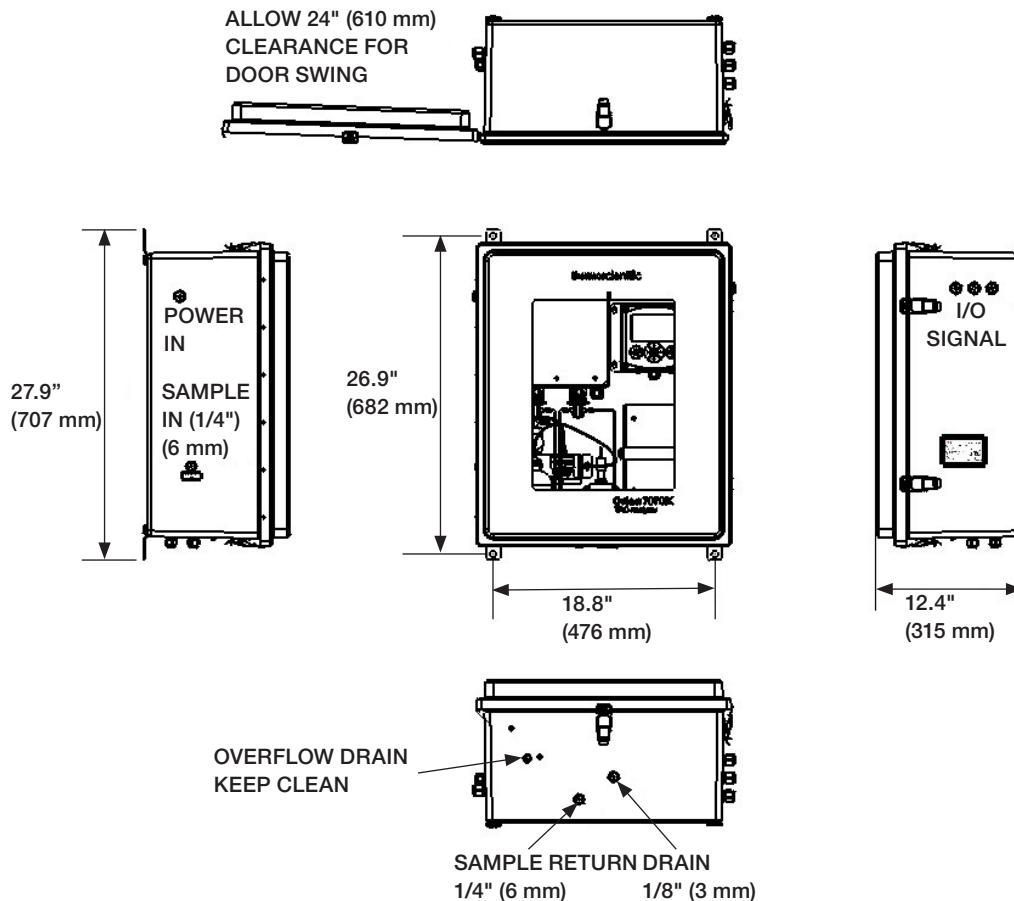 ALLOW 24" (610 mm)
CLEARANCE FOR
DOOR SWING
27.9”
(707 mm)
POWER
IN
SAMPLE
IN (1/4")
(6 mm)
26.9"
(682 mm)
thermoscientific
18.8"
(476 mm)
I/O
SIGNAL
12.4"
(315 mm)
OVERFLOW DRAIN
KEEP CLEAN
SAMPLE RETURN
1/4" (6 mm)
DRAIN
1/8" (3 mm)